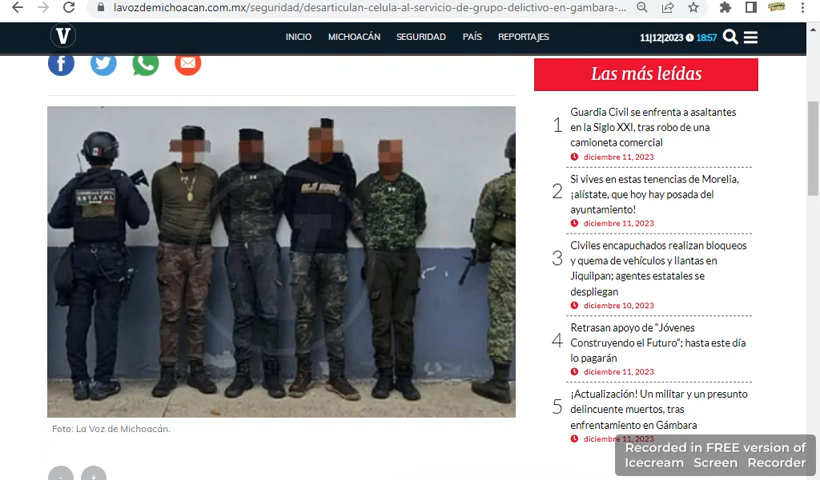 lavozdemichoacan.com.mx/seguridad/desarticulan-celula-al-servicio-de-grupo-delictivo-en-gambara-...
V
INICIO MICHOACÁN SEGURIDAD PAÍS REPORTAJES
11|12|2023 18:57
Las más leídas
1
Guardia Civil se enfrenta a asaltantes
en la Siglo XXI, tras robo de una
camioneta comercial
diciembre 11, 2023
2
Si vives en estas tenencias de Morelia,
¡alístate, que hoy hay posada del
ayuntamiento!
diciembre 11, 2023
3
Civiles encapuchados realizan bloqueos
y quema de vehículos y llantas en
Jiquilpan; agentes estatales se
despliegan
diciembre 10, 2023
4
Retrasan apoyo de “Jóvenes
Construyendo el Futuro”; hasta este día
lo pagarán
diciembre 11, 2023
5
¡Actualización! Un militar y un presunto
delincuente muertos, tras
enfrentamiento en Gámbara
diciembre 11, 2023
ESTATAL
Foto: La Voz de Michoacán.
- +
Recorded in FREE version of
Icecream Screen Recorder